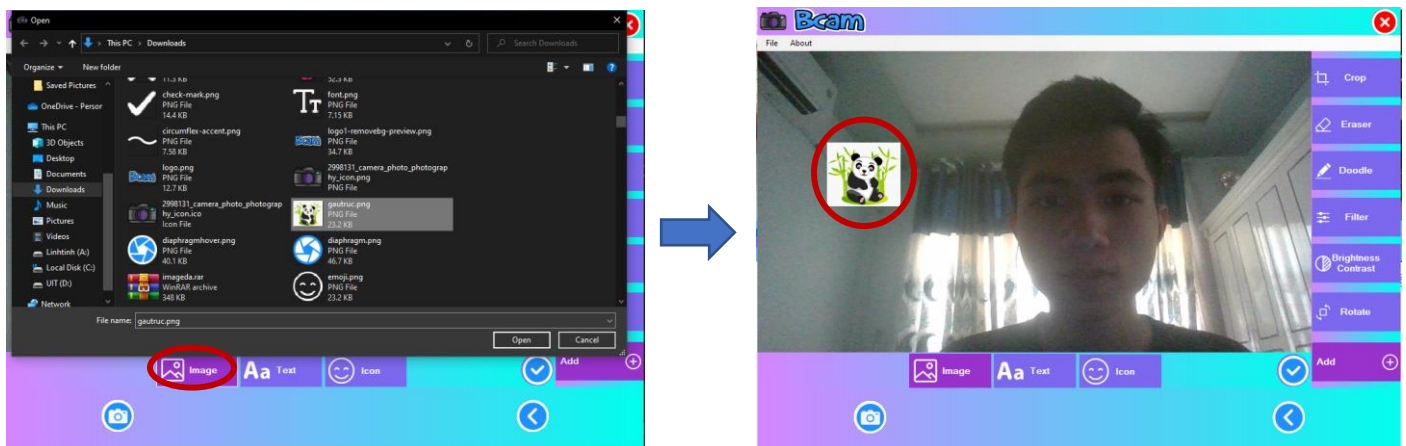 Open
This PC › Downloads
Search Downloads
Organize
New folder
Saved Pictures
OneDrive - Persor
This PC
3D Objects
Desktop
Documents
Downloads
Music
Pictures
Videos
Linhtinh (A:)
Local Disk (C:)
UIT (D:)
Network
11.3 KB
check-mark.png
PNG File
14.4 KB
circumflex-accent.png
PNG File
7.58 KB
logo.png
PNG File
12.7 KB
2998131_camera_photo_photograp
hy_icon.ico
Icon File
diaphragmhover.png
PNG File
40.1 KB
imageda.rar
WinRAR archive
348 KB
52.3 KB
font.png
PNG File
7.15 KB
logo1-removebg-preview.png
PNG File
34.7 KB
2998131_camera_photo_photograp
hy_icon.png
PNG File
gautruc.png
PNG File
23.2 KB
diaphragm.png
PNG File
46.7 KB
emoji.png
PNG File
23.2 KB
File name: gautruc.png
Open
Cancel
Image
Aa Text
Icon
Add
Bcam
File About
Crop
Eraser
Doodle
Filter
Brightness
Contrast
Rotate
Add
Image
Aa Text
Icon